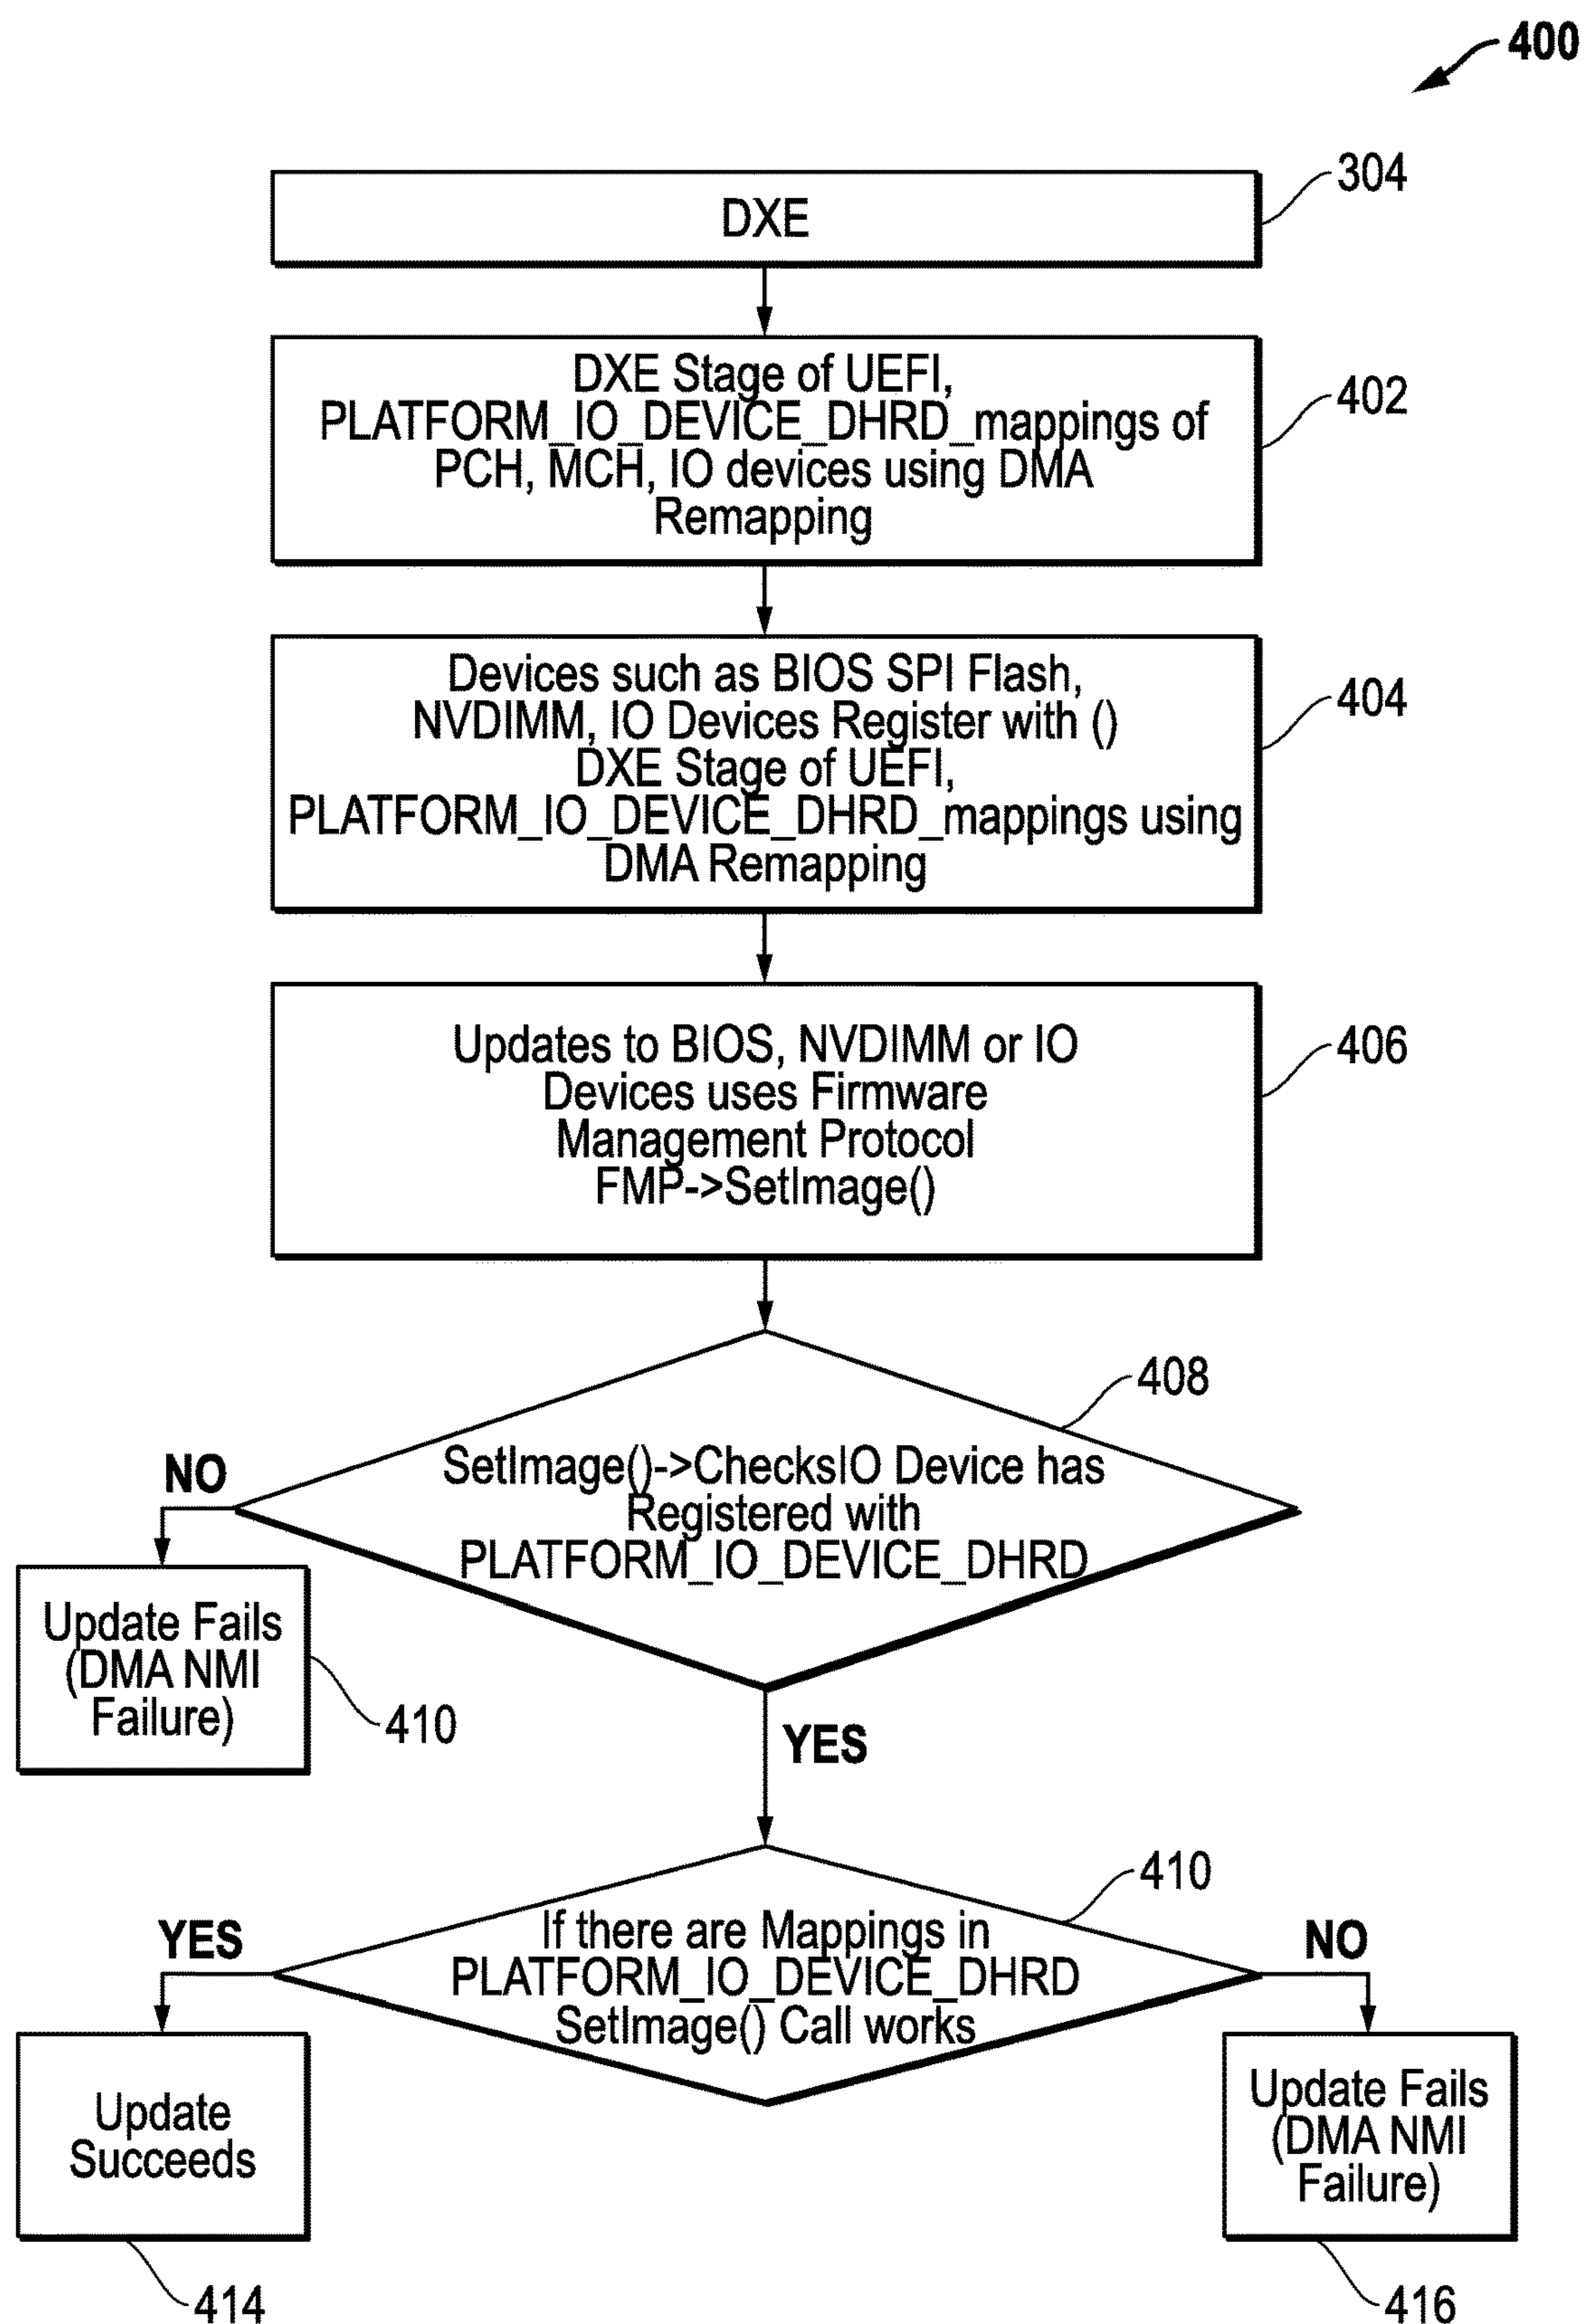 400
304
DXE
DXE Stage of UEFI,
PLATFORM_IO_DEVICE_DHRD_mappings of
PCH, MCH, IO devices using DMA
Remapping
402
Devices such as BIOS SPI Flash,
NVDIMM, IO Devices Register with ()
DXE Stage of UEFI,
PLATFORM_IO_DEVICE_DHRD_mappings using
DMA Remapping
404
Updates to BIOS, NVDIMM or IO
Devices uses Firmware
Management Protocol
FMP->SetImage()
406
408
SetImage()->ChecksIO Device has
Registered with
PLATFORM_IO_DEVICE_DHRD
NO
Update Fails
(DMA NMI
Failure)
410
YES
410
If there are Mappings in
PLATFORM_IO_DEVICE_DHRD
SetImage() Call works
YES
NO
Update
Succeeds
414
Update Fails
(DMA NMI
Failure)
416